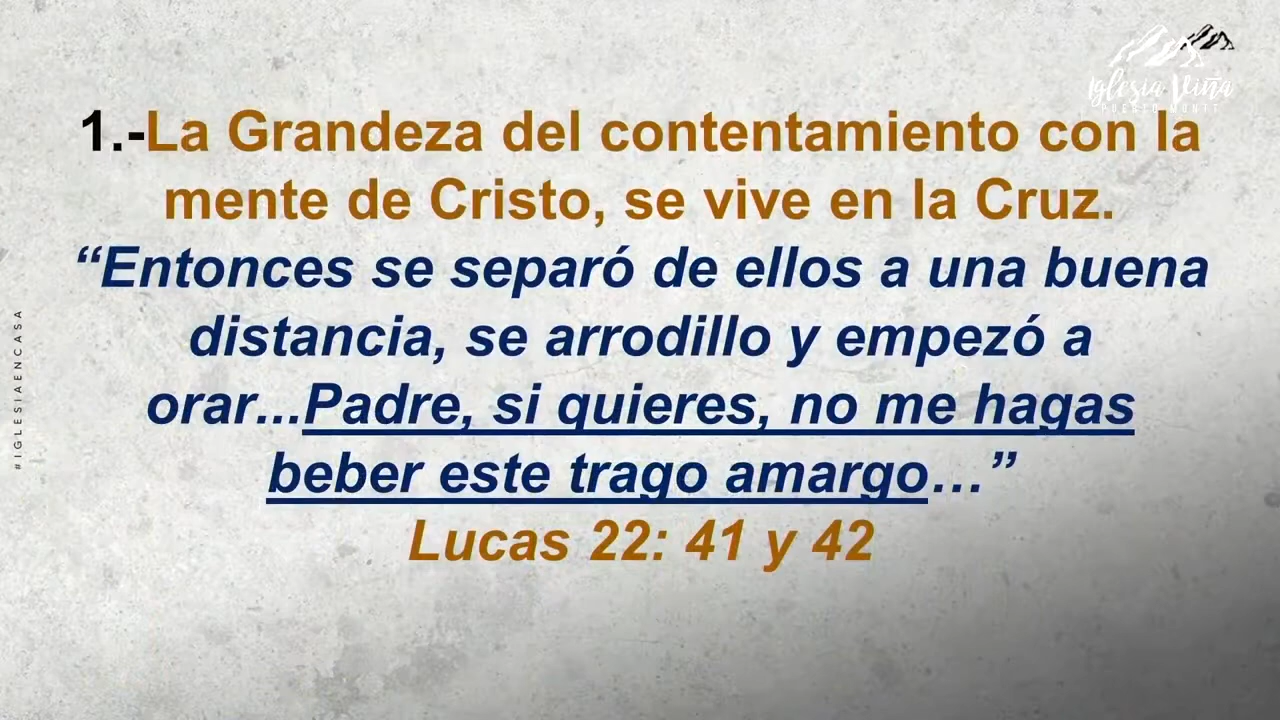 Iglesia Viña
PUERTO MONTT
1.-La Grandeza del contentamiento con la
mente de Cristo, se vive en la Cruz.
“Entonces se separó de ellos a una buena
distancia, se arrodillo y empezó a
orar...Padre, si quieres, no me hagas
beber este trago amargo…”
Lucas 22: 41 y 42
#IGLESIAENCASA